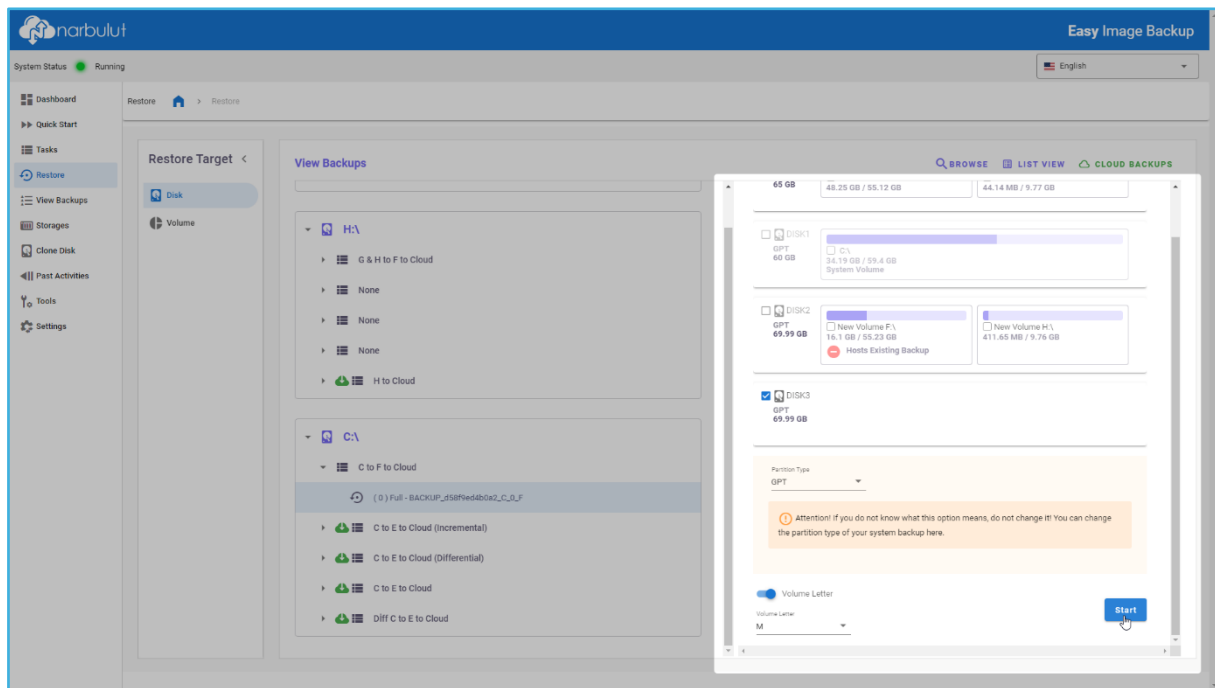 narbulut
Easy Image Backup
System Status Running
English
Dashboard
Quick Start
Tasks
Restore
View Backups
Storages
Clone Disk
Past Activities
Tools
Settings
Restore > Restore
Restore Target <
Disk
Volume
View Backups
BROWSE LIST VIEW CLOUD BACKUPS
H:\
G & H to F to Cloud
None
None
None
H to Cloud
C:\
C to F to Cloud
( 0 ) Full - BACKUP_d58f9ed4b0a2_C_0_F
C to E to Cloud (Incremental)
C to E to Cloud (Differential)
C to E to Cloud
Diff C to E to Cloud
65 GB
48.25 GB / 55.12 GB
44.14 MB / 9.77 GB
DISK1
GPT
60 GB
C:\
34.19 GB / 59.4 GB
System Volume
DISK2
GPT
69.99 GB
New Volume F:\
16.1 GB / 55.23 GB
Hosts Existing Backup
New Volume H:\
411.65 MB / 9.76 GB
DISK3
GPT
69.99 GB
Partition Type
GPT
Attention! If you do not know what this option means, do not change it! You can change
the partition type of your system backup here.
Volume Letter
Volume Letter
M
Start